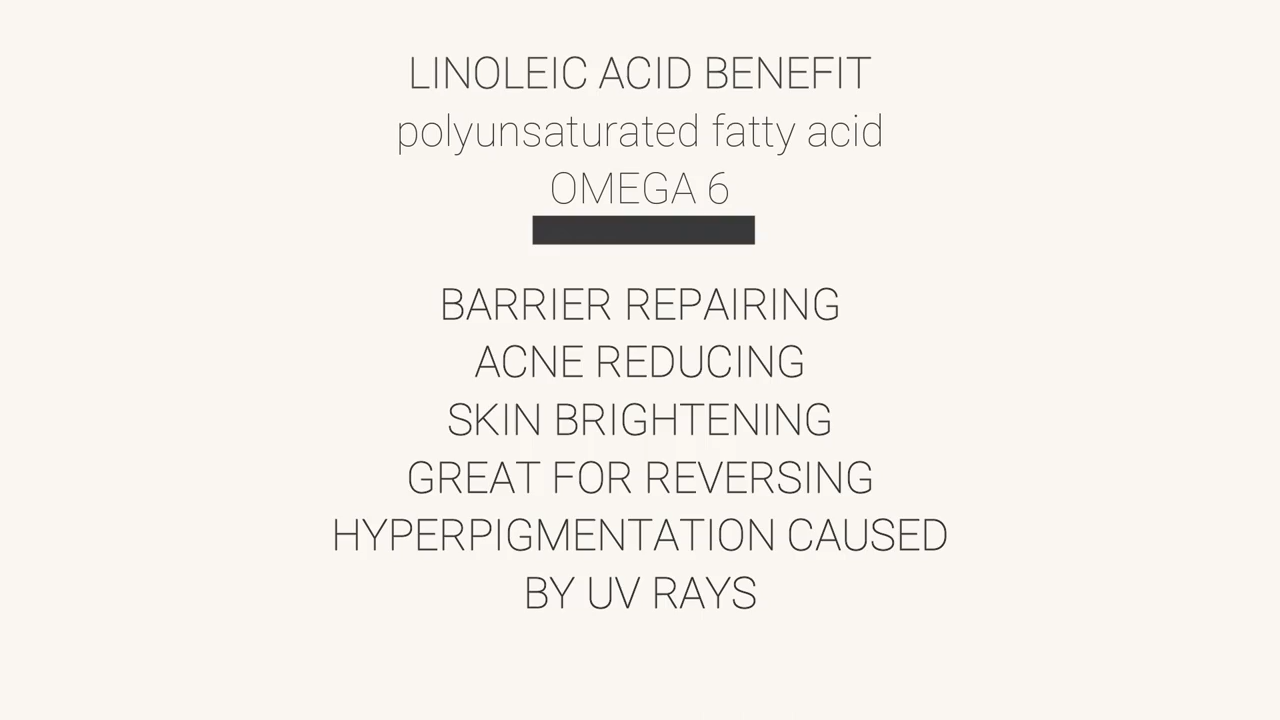 LINOLEIC ACID BENEFIT
polyunsaturated fatty acid
OMEGA 6
BARRIER REPAIRING
ACNE REDUCING
SKIN BRIGHTENING
GREAT FOR REVERSING
HYPERPIGMENTATION CAUSED
BY UV RAYS